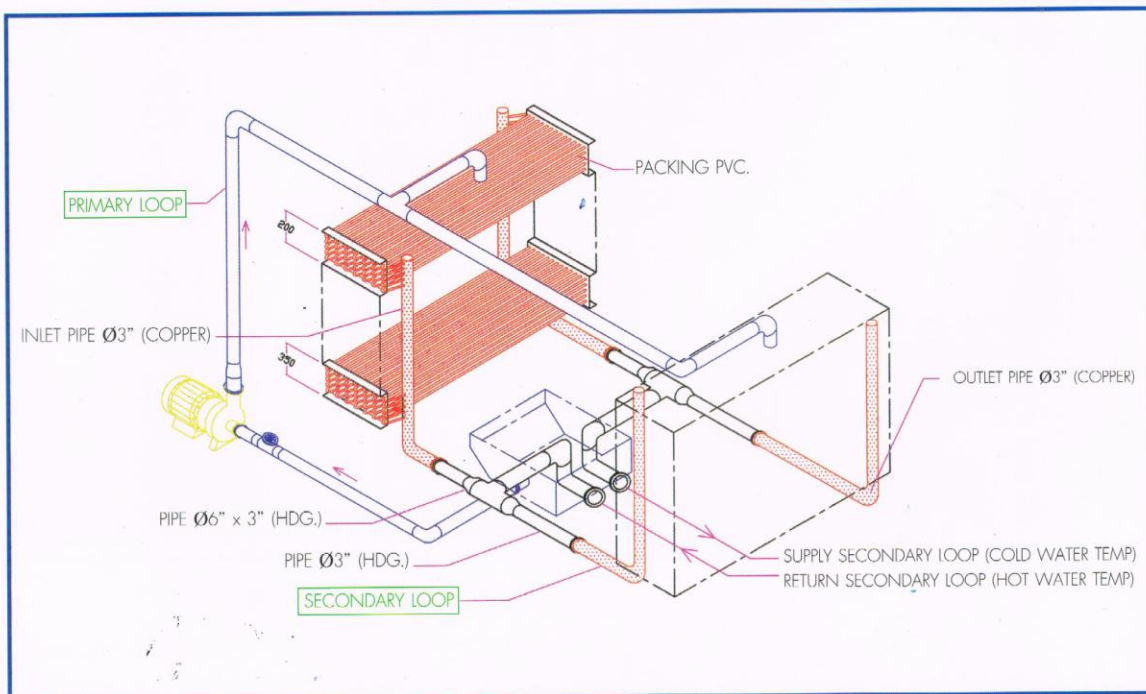 PACKING PVC.
PRIMARY LOOP
200
INLET PIPE Ø3" (COPPER)
350
OUTLET PIPE Ø3" (COPPER)
PIPE Ø6" x 3" (HDG.)
PIPE Ø3" (HDG.)
SUPPLY SECONDARY LOOP (COLD WATER TEMP)
RETURN SECONDARY LOOP (HOT WATER TEMP)
SECONDARY LOOP